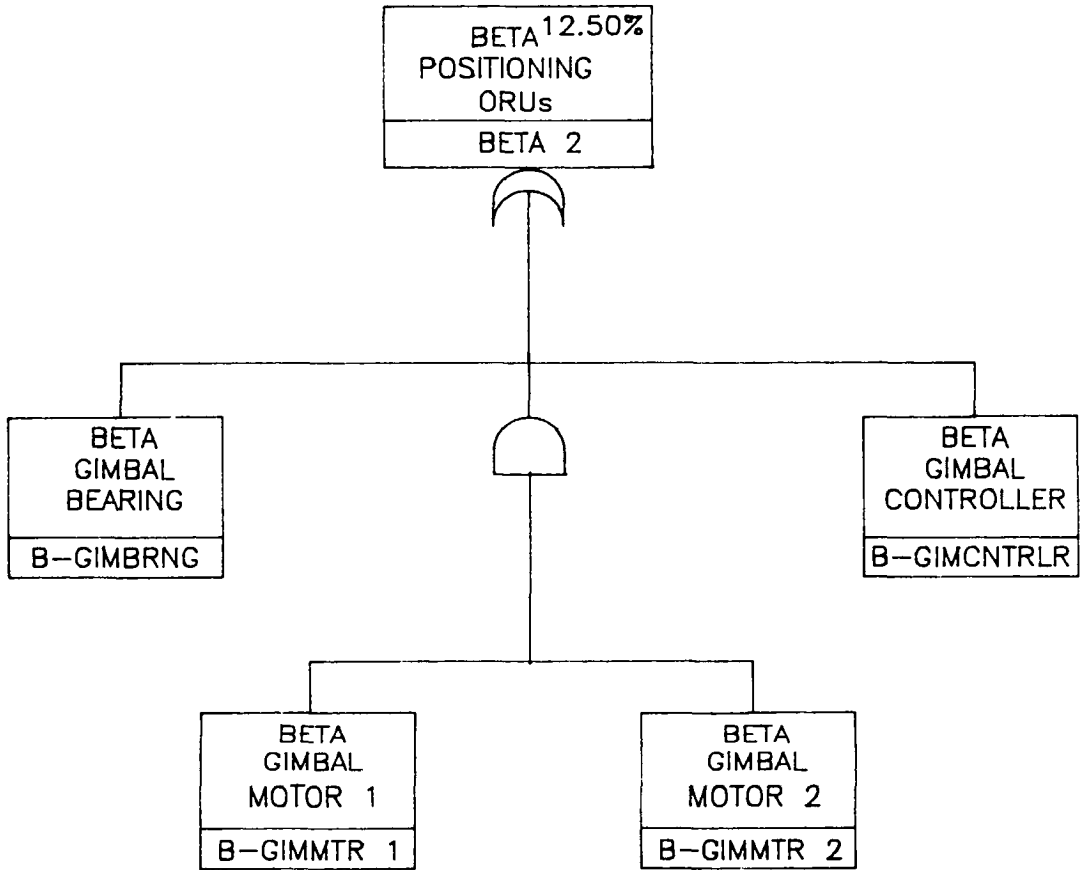 BETA 12.50%
POSITIONING
ORUs
BETA 2
BETA
GIMBAL
BEARING
B-GIMBRNG
BETA
GIMBAL
CONTROLLER
B-GIMCNTRLR
BETA
GIMBAL
MOTOR 1
B-GIMMTR 1
BETA
GIMBAL
MOTOR 2
B-GIMMTR 2